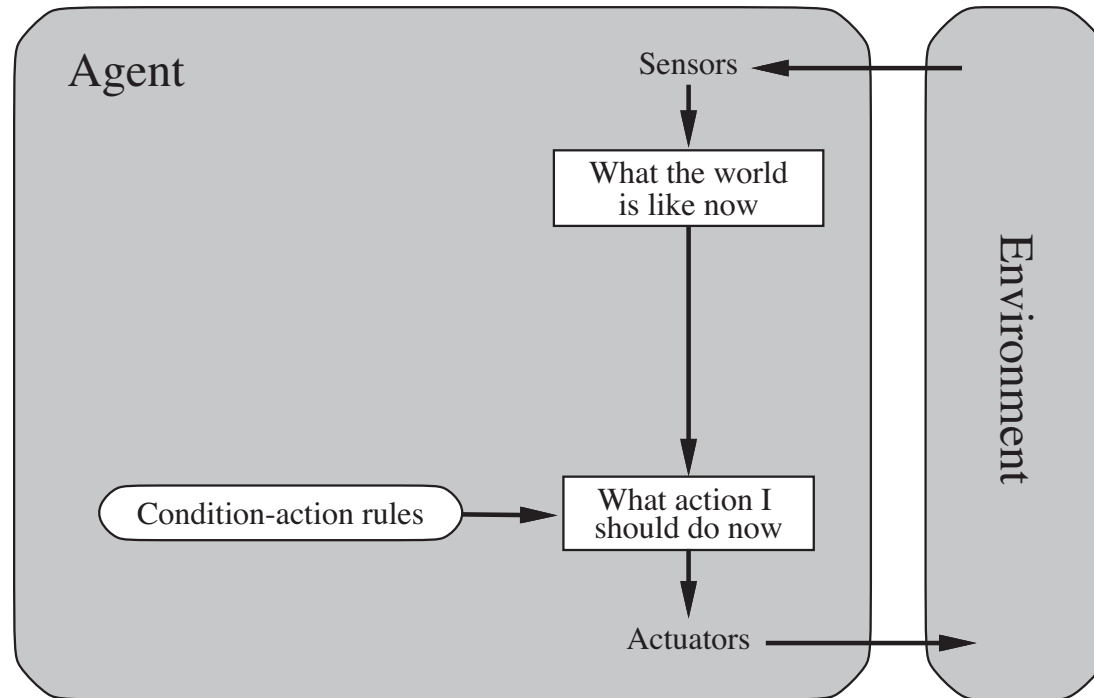 Agent
Sensors
What the world
is like now
Environment
Condition-action rules
What action I
should do now
Actuators